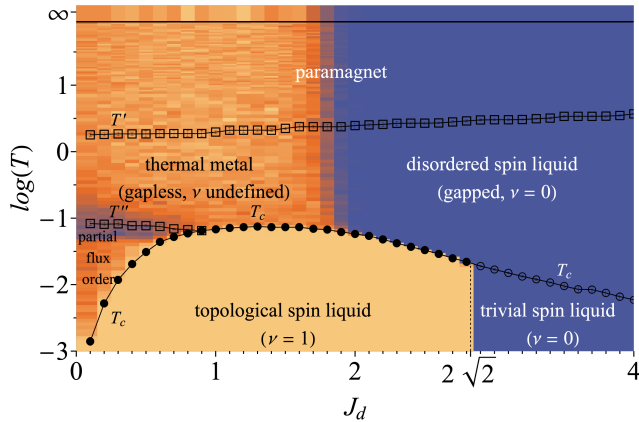 ∞
paramagnet
1
T′
0
thermal metal
(gapless, ν undefined)
disordered spin liquid
(gapped, ν = 0)
log(T)
T″
T_c
−1
partial
flux
order
T_c
T_c
−2
topological spin liquid
(ν = 1)
trivial spin liquid
(ν = 0)
−3
0 1 2 2√2 4
J_d